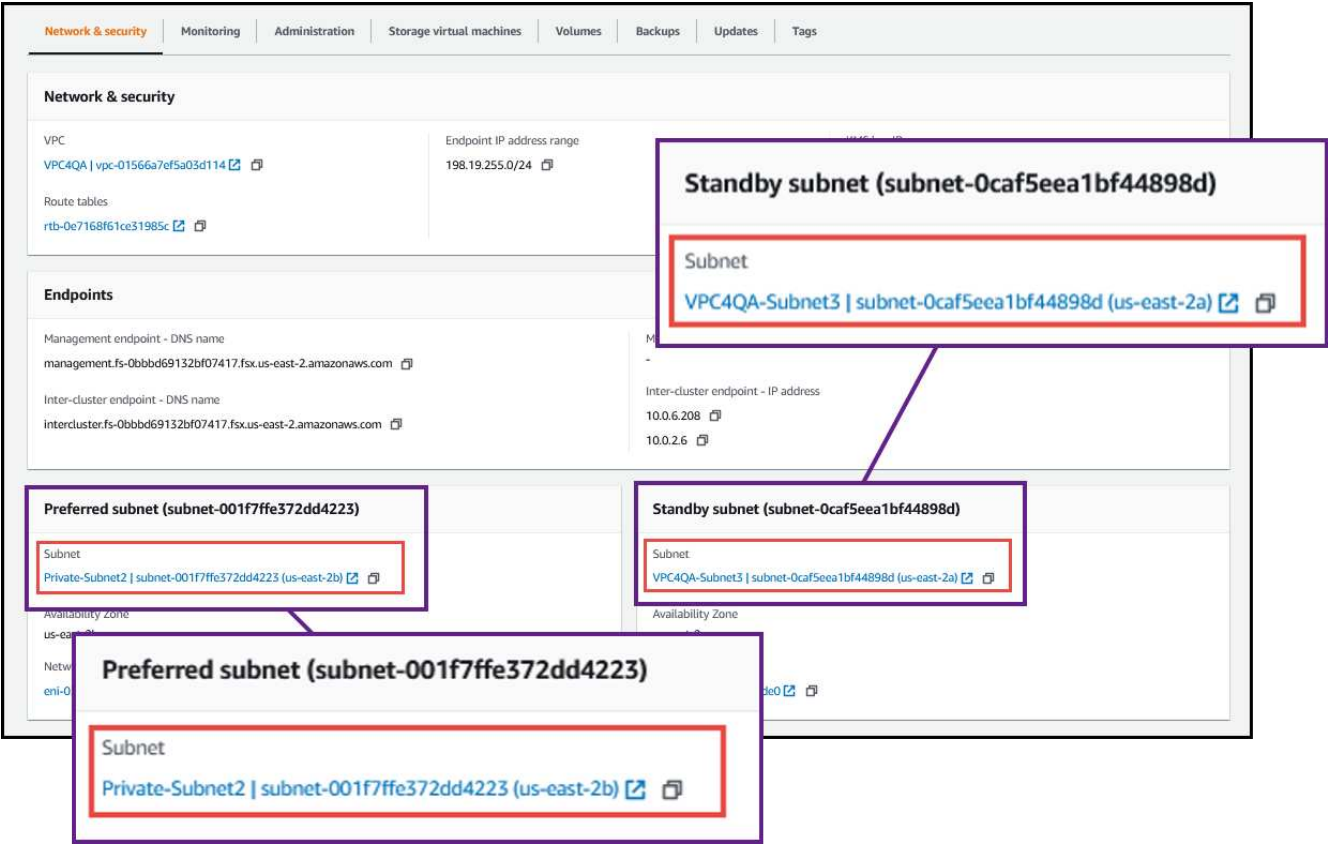 Network & security
Monitoring
Administration
Storage virtual machines
Volumes
Backups
Updates
Tags
Network & security
VPC
VPC4QA | vpc-01566a7ef5a03d114
Route tables
rtb-0e7168f61ce31985c
Endpoint IP address range
198.19.255.0/24
Standby subnet (subnet-0caf5eea1bf44898d)
Subnet
VPC4QA-Subnet3 | subnet-0caf5eea1bf44898d (us-east-2a)
Endpoints
Management endpoint - DNS name
management.fs-0bbbd69132bf07417.fsx.us-east-2.amazonaws.com
Inter-cluster endpoint - DNS name
intercluster.fs-0bbbd69132bf07417.fsx.us-east-2.amazonaws.com
-
Inter-cluster endpoint - IP address
10.0.6.208
10.0.2.6
Preferred subnet (subnet-001f7ffe372dd4223)
Subnet
Private-Subnet2 | subnet-001f7ffe372dd4223 (us-east-2b)
Availability Zone
Standby subnet (subnet-0caf5eea1bf44898d)
Subnet
VPC4QA-Subnet3 | subnet-0caf5eea1bf44898d (us-east-2a)
Availability Zone
Preferred subnet (subnet-001f7ffe372dd4223)
Subnet
Private-Subnet2 | subnet-001f7ffe372dd4223 (us-east-2b)